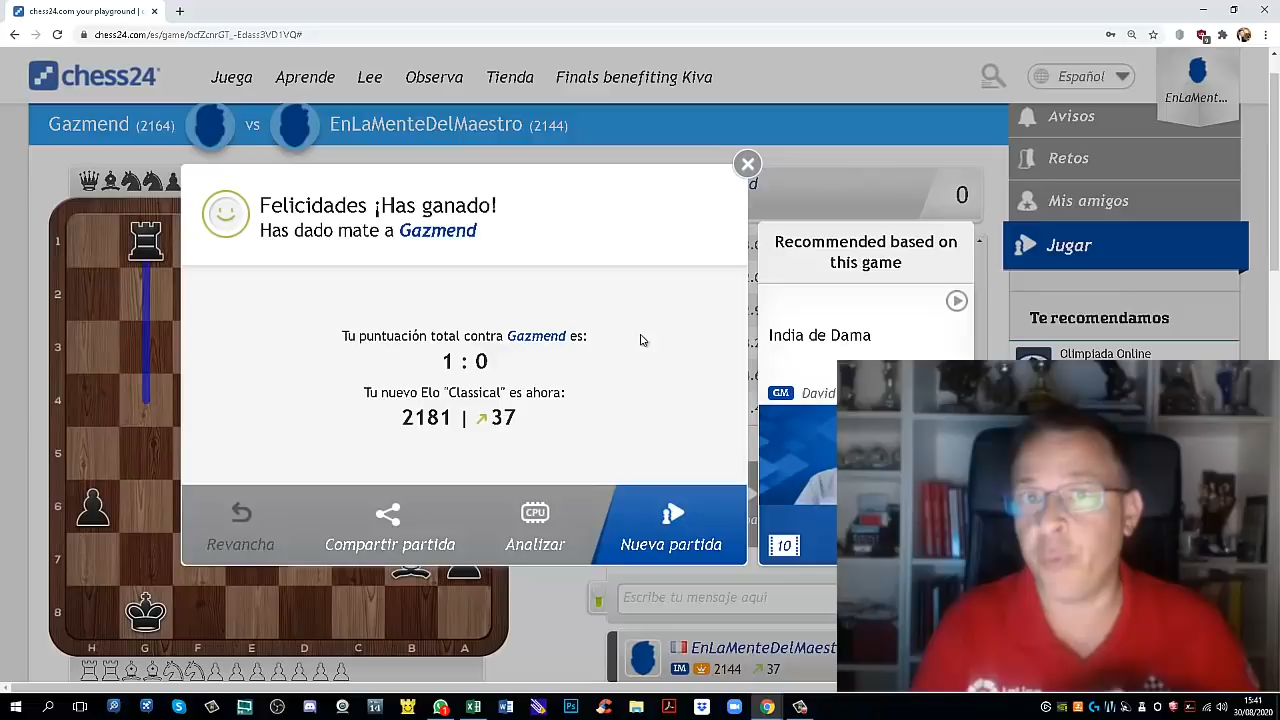 chess24.com your playground | c
chess24.com/es/game/bcfZcnrGT_-Edass3VD1VQ#
chess24
Juega
Aprende
Lee
Observa
Tienda
Finals benefiting Kiva
Español
EnLaMent...
Gazmend (2164)
vs
EnLaMenteDelMaestro (2144)
Avisos
Retos
Mis amigos
Jugar
Te recomendamos
Olimpiada Online
0
Felicidades ¡Has ganado!
Has dado mate a Gazmend
Tu puntuación total contra Gazmend es:
1 : 0
Tu nuevo Elo "Classical" es ahora:
2181 | 37
Revancha
Compartir partida
CPU
Analizar
Nueva partida
Recommended based on
this game
India de Dama
GM David
10
1
2
3
4
5
6
7
8
H G F E D C B A
Escribe tu mensaje aquí
EnLaMenteDelMaest
IM 2144 37
15:41
30/08/2020